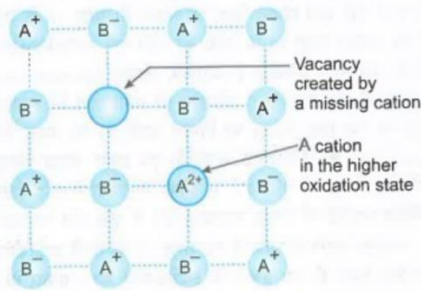 A+ B− A+ B−
Vacancy
created by
a missing cation
B− B− A+
A cation
in the higher
oxidation state
A+ B− A2+ B−
B− A+ B− A+